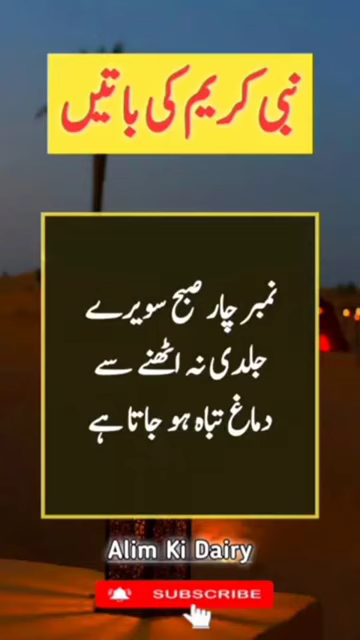 نبی کریم کی باتیں
نمبر چار صبح سویرے
جلدی نہ اٹھنے سے
دماغ تباہ ہو جاتا ہے
Alim Ki Dairy
SUBSCRIBE